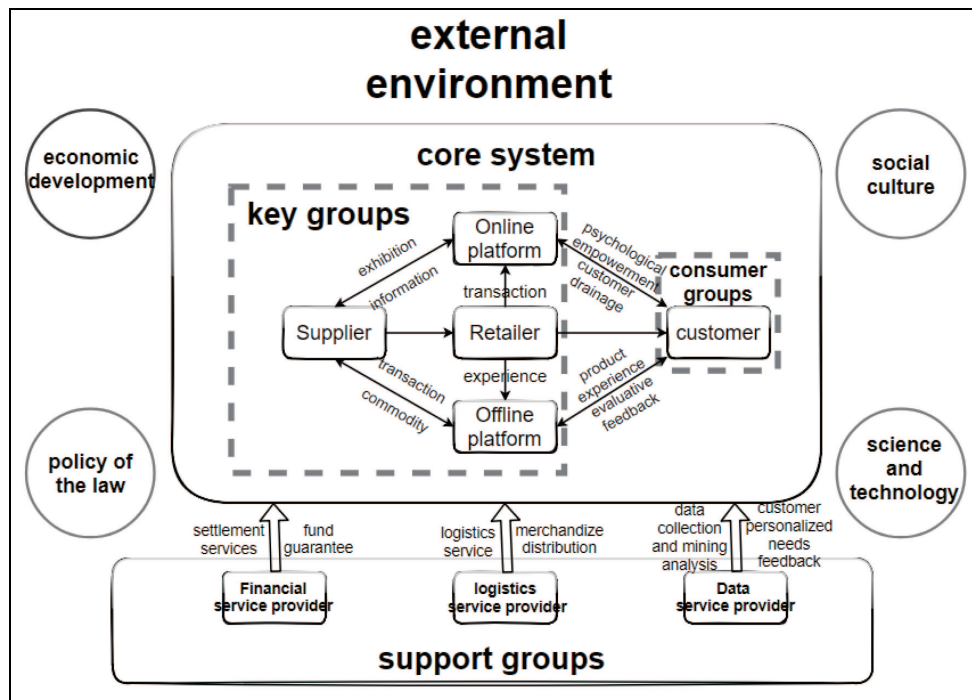 external
environment
economic
development
social
culture
core system
key groups
Online
platform
exhibition
information
psychological
empowerment
customer
drainage
transaction
consumer
groups
Supplier
Retailer
customer
transaction
commodity
experience
product
experience
evaluative
feedback
Offline
platform
policy of
the law
science and
technology
settlement
services
fund
guarantee
logistics
service
merchandize
distribution
data
collection
and mining
analysis
customer
personalized
needs
feedback
Financial
service provider
logistics
service provider
Data
service provider
support groups